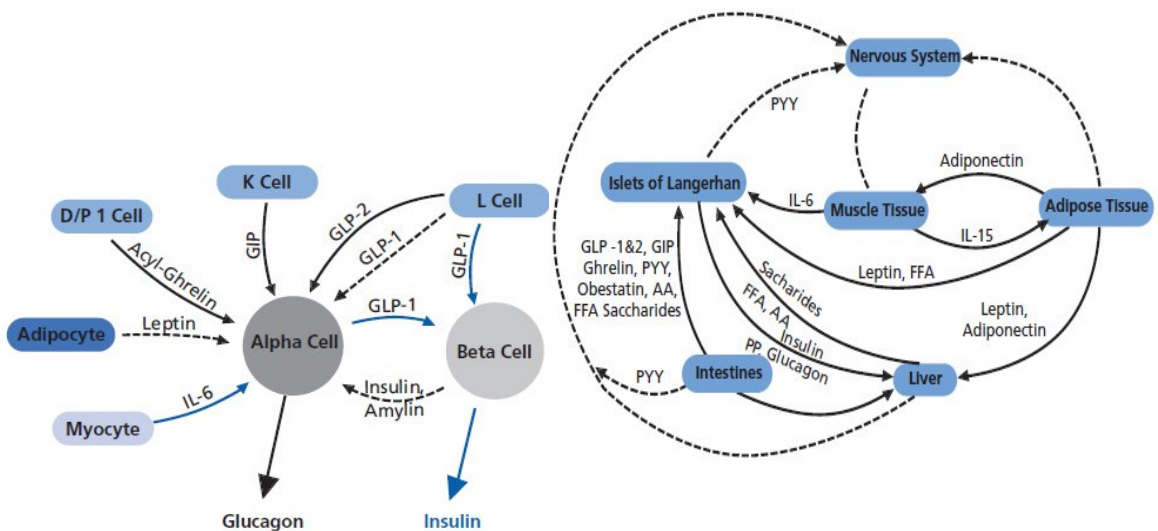 K Cell
D/P 1 Cell
L Cell
GLP-2
GLP-1
GLP-1
GIP
Acyl-Ghrelin
Adipocyte
Leptin
Alpha Cell
GLP-1
Beta Cell
Insulin,
Amylin
IL-6
Myocyte
Glucagon
Insulin
Nervous System
PYY
Islets of Langerhan
IL-6
Muscle Tissue
Adiponectin
IL-15
Adipose Tissue
GLP -1&2, GIP
Ghrelin, PYY,
Obestatin, AA,
FFA Saccharides
Sacharides
FFA, AA
Insulin
PP, Glucagon
Leptin, FFA
Leptin,
Adiponectin
PYY
Intestines
Liver